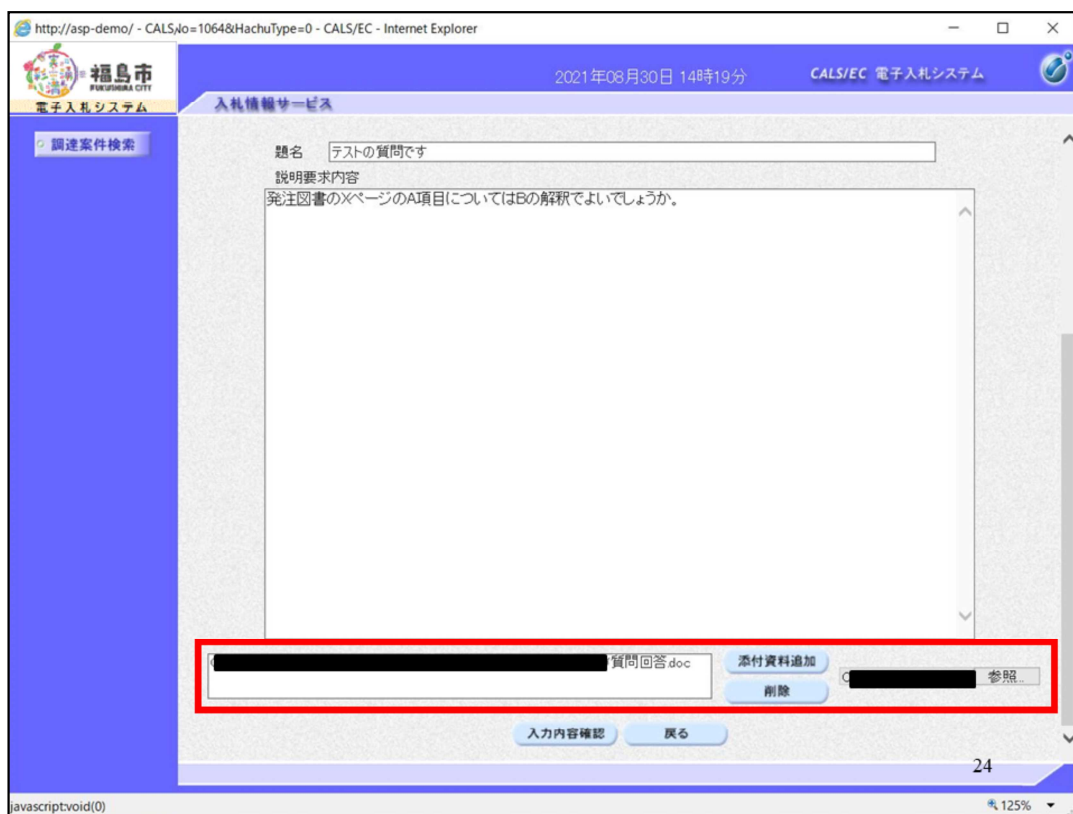 http://asp-demo/ - CALS/lo=1064&HachuType=0 - CALS/EC - Internet Explorer
福島市
FUKUSHIMA CITY
電子入札システム
2021年08月30日 14時19分
CALS/EC 電子入札システム
入札情報サービス
調達案件検索
題名 テストの質問です
説明要求内容
発注図書のXページのA項目についてはBの解釈でよいでしょうか。
質問回答.doc
添付資料追加
削除
参照...
入力内容確認 戻る
24
javascript:void(0)
125%